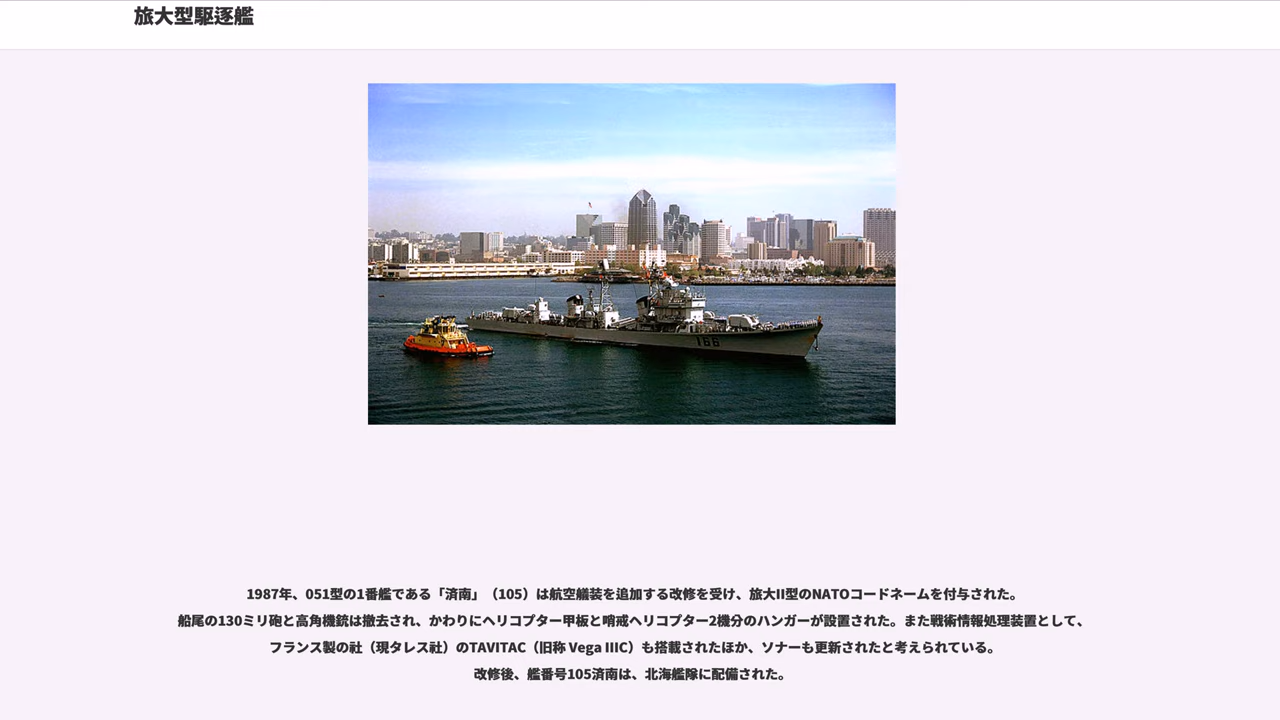 旅大型駆逐艦
166
1987年、051型の1番艦である「済南」（105）は航空艤装を追加する改修を受け、旅大II型のNATOコードネームを付与された。
船尾の130ミリ砲と高角機銃は撤去され、かわりにヘリコプター甲板と哨戒ヘリコプター2機分のハンガーが設置された。また戦術情報処理装置として、
フランス製の社（現タレス社）のTAVITAC（旧称 Vega IIIC）も搭載されたほか、ソナーも更新されたと考えられている。
改修後、艦番号105済南は、北海艦隊に配備された。